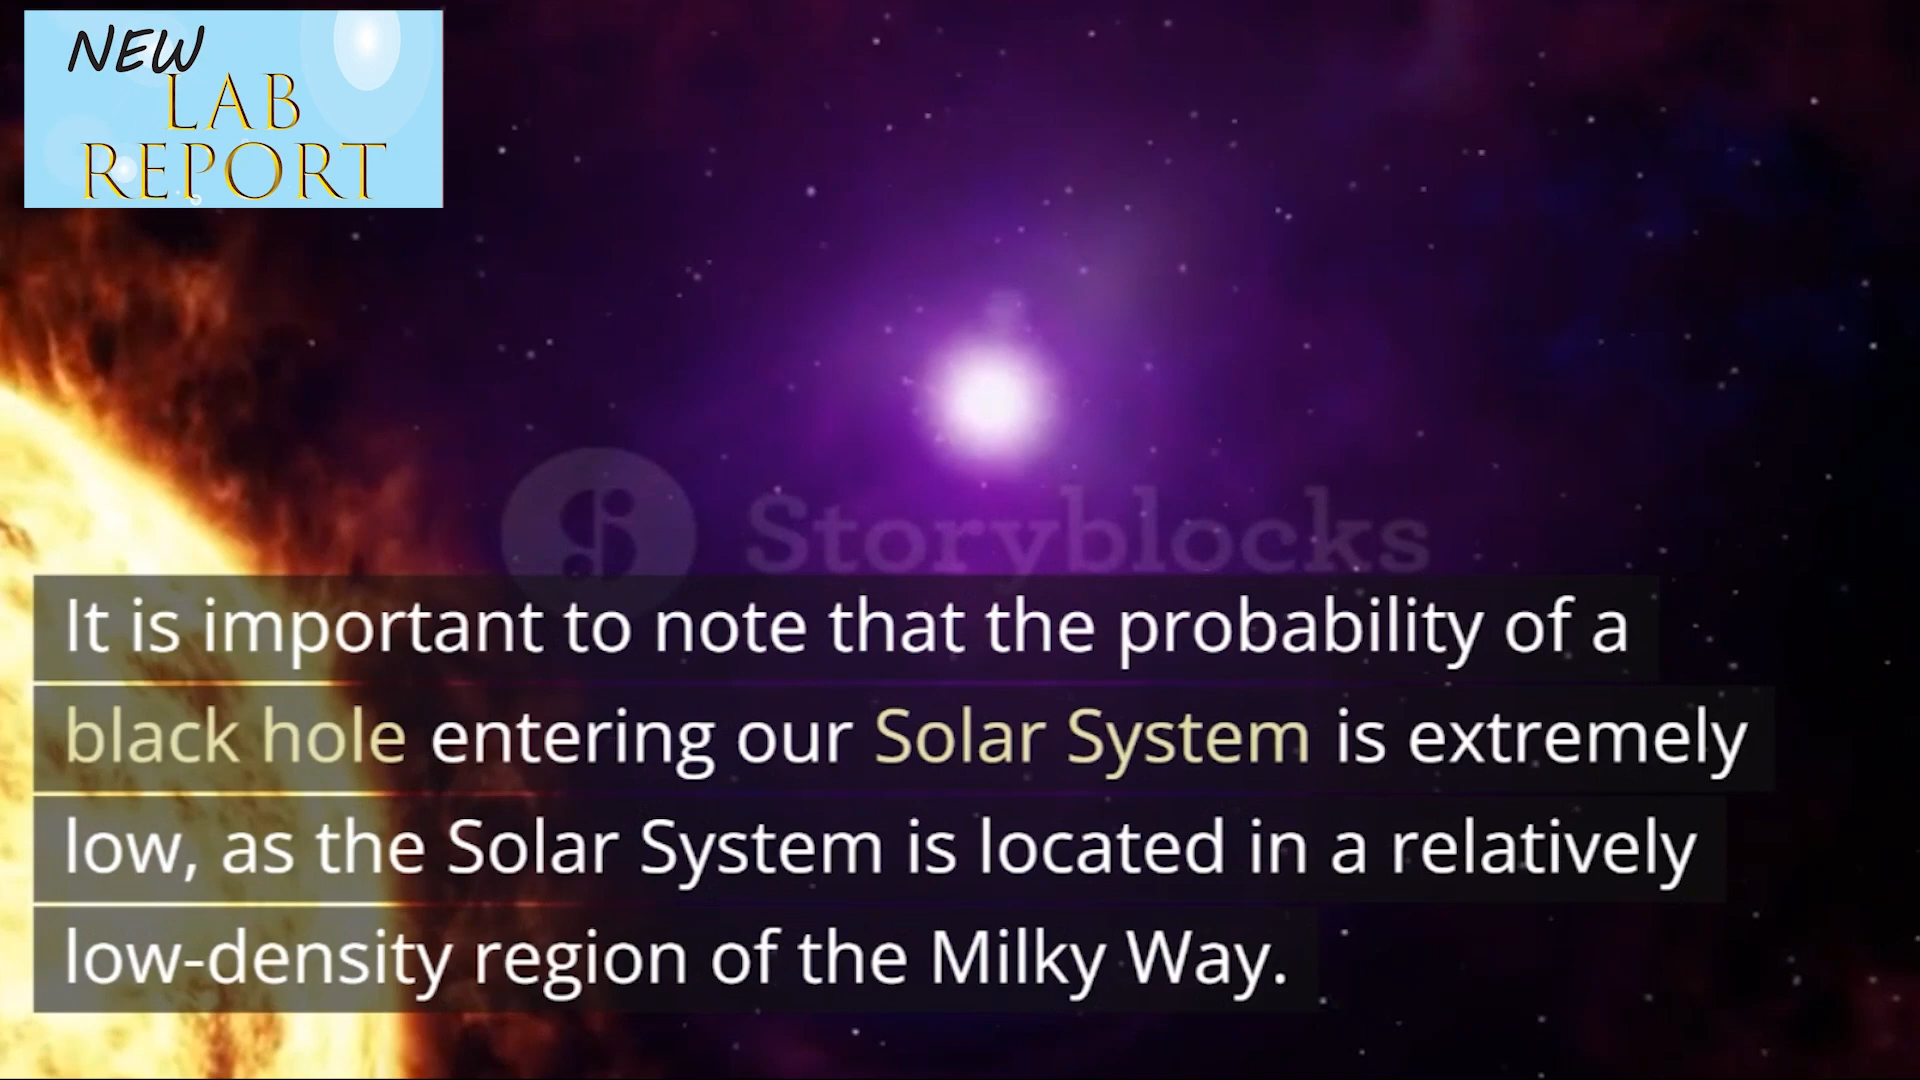 NEW
LAB
REPORT
Storyblocks
It is important to note that the probability of a
black hole entering our Solar System is extremely
low, as the Solar System is located in a relatively
low-density region of the Milky Way.